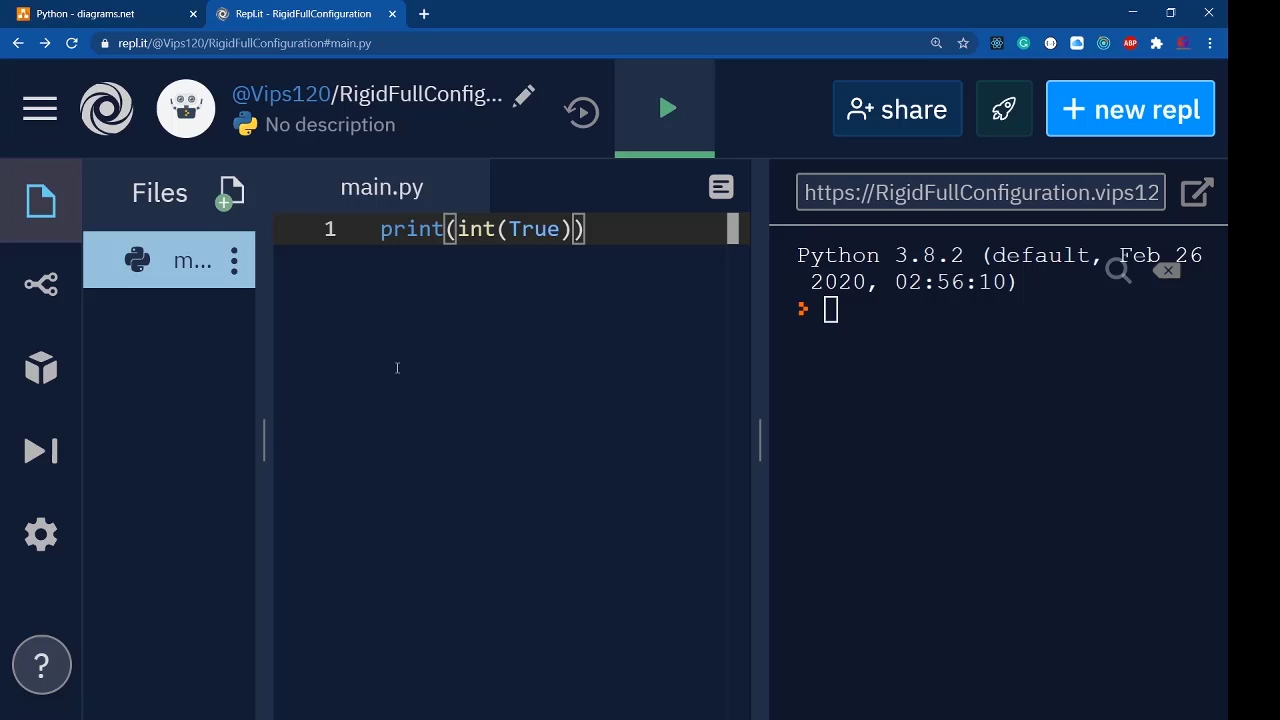 Python - diagrams.net
Repl.it - RigidFullConfiguration
repl.it/@Vips120/RigidFullConfiguration#main.py
ABP
@Vips120/RigidFullConfig...
No description
share
+ new repl
Files
m...
main.py
1 print(int(True))
https://RigidFullConfiguration.vips12
Python 3.8.2 (default, Feb 26
2020, 02:56:10)
?